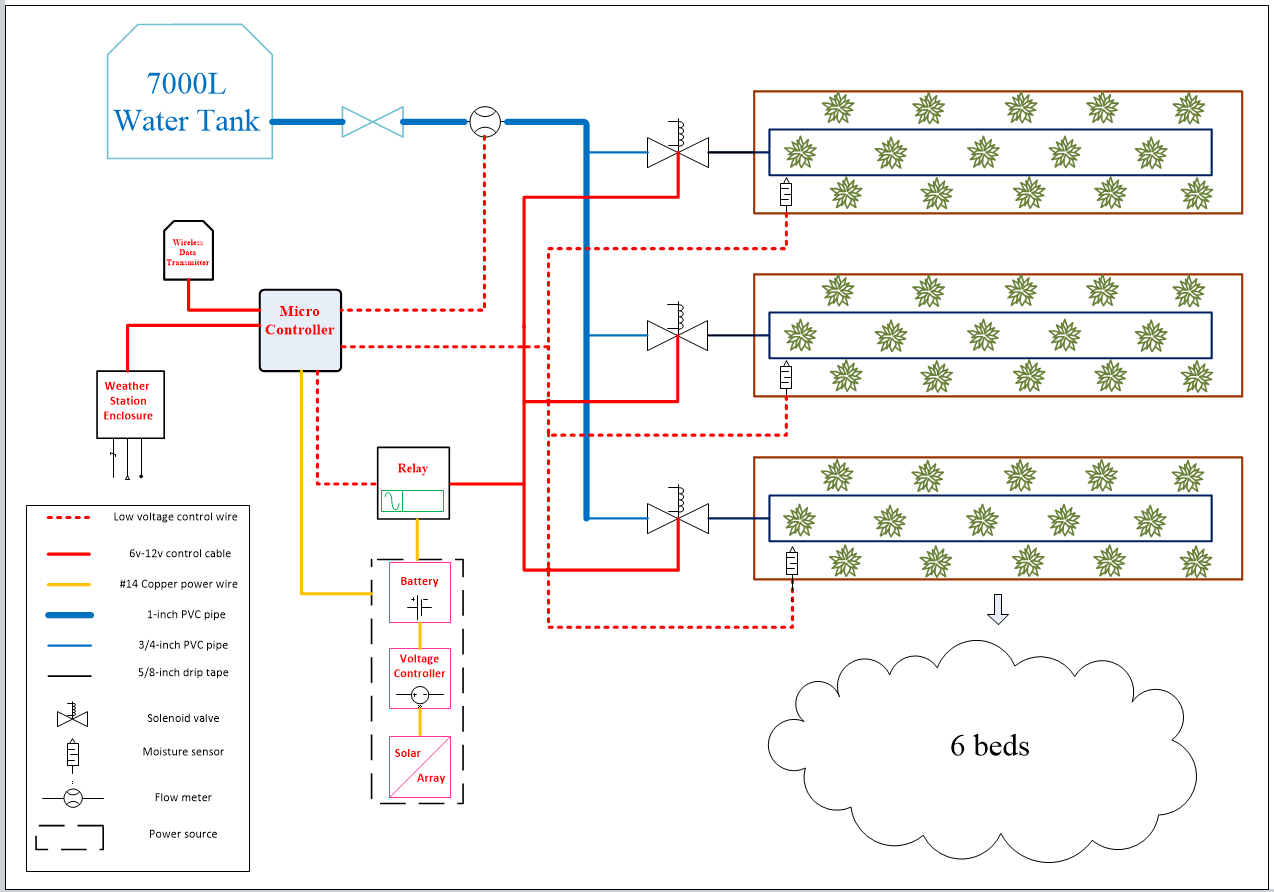 7000L
Water Tank
Wireless
Data
Transmitter
Micro
Controller
Weather
Station
Enclosure
Relay
Battery
Voltage
Controller
Solar
Array
Low voltage control wire
6v-12v control cable
#14 Copper power wire
1-inch PVC pipe
3/4-inch PVC pipe
5/8-inch drip tape
Solenoid valve
Moisture sensor
Flow meter
Power source
6 beds